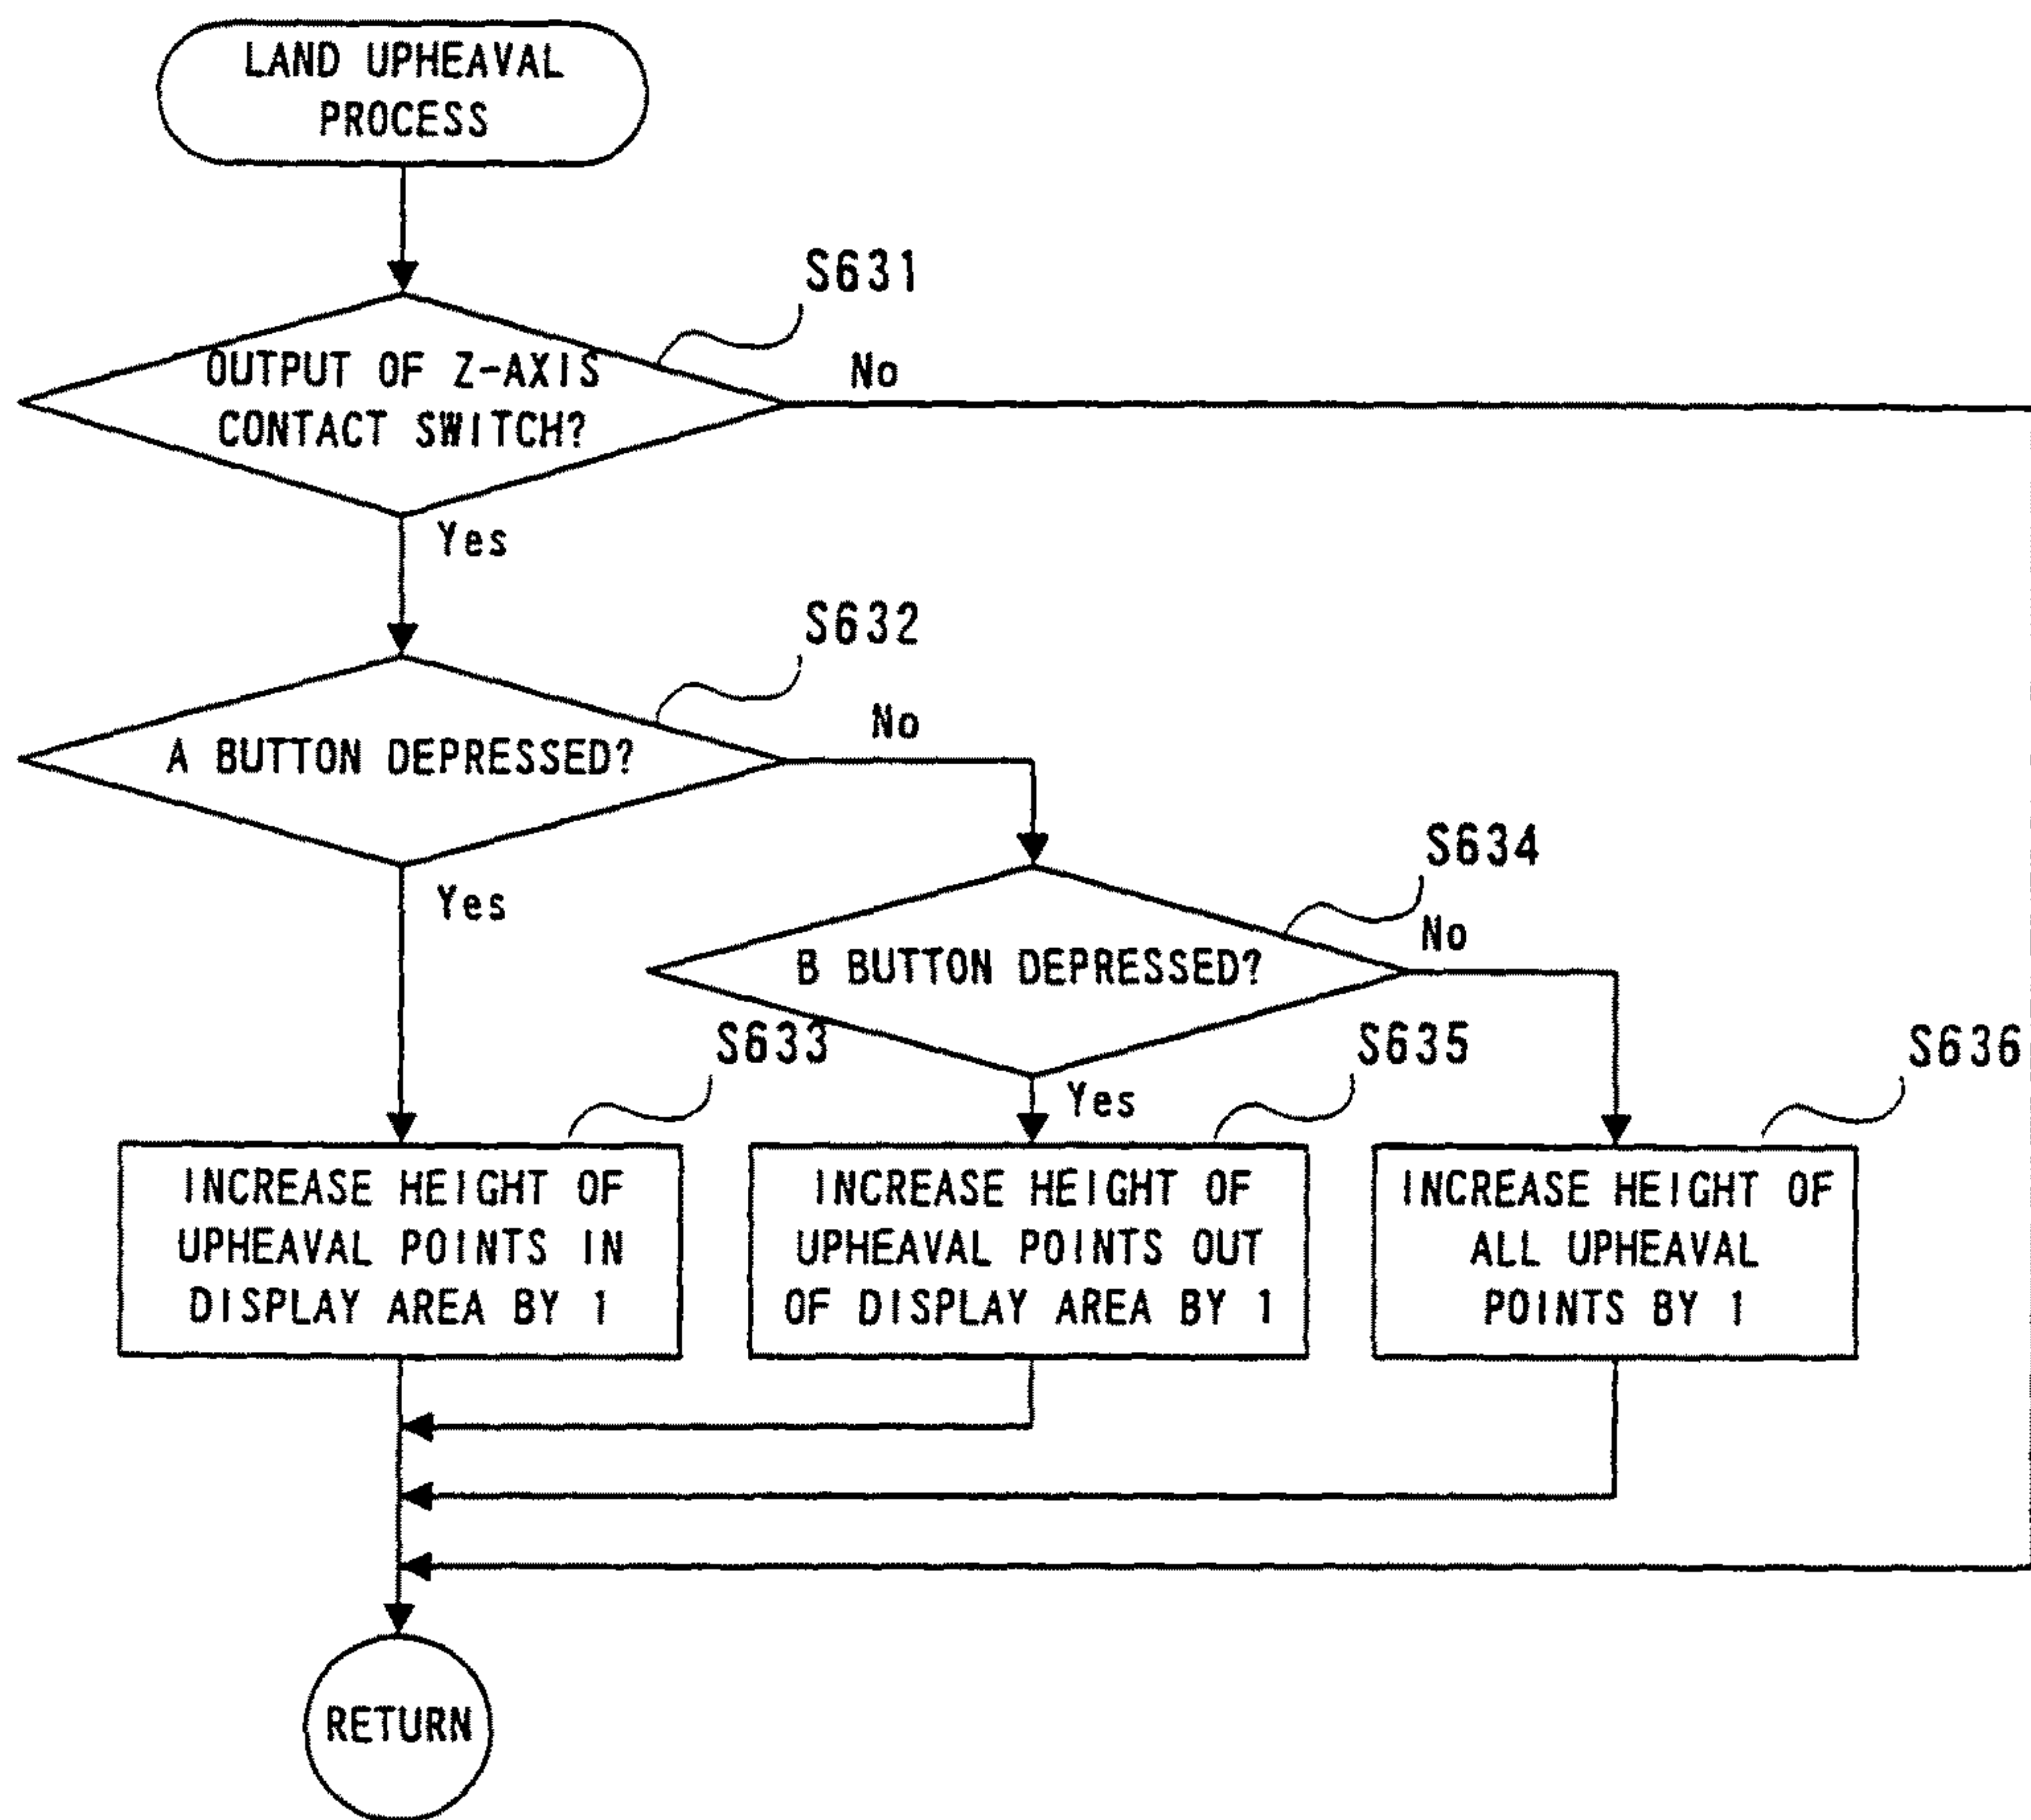 LAND UPHEAVAL
PROCESS
S631
OUTPUT OF Z-AXIS
CONTACT SWITCH?
No
Yes
S632
A BUTTON DEPRESSED?
No
Yes
S634
B BUTTON DEPRESSED?
No
Yes
S633
INCREASE HEIGHT OF
UPHEAVAL POINTS IN
DISPLAY AREA BY 1
S635
INCREASE HEIGHT OF
UPHEAVAL POINTS OUT
OF DISPLAY AREA BY 1
S636
INCREASE HEIGHT OF
ALL UPHEAVAL
POINTS BY 1
RETURN